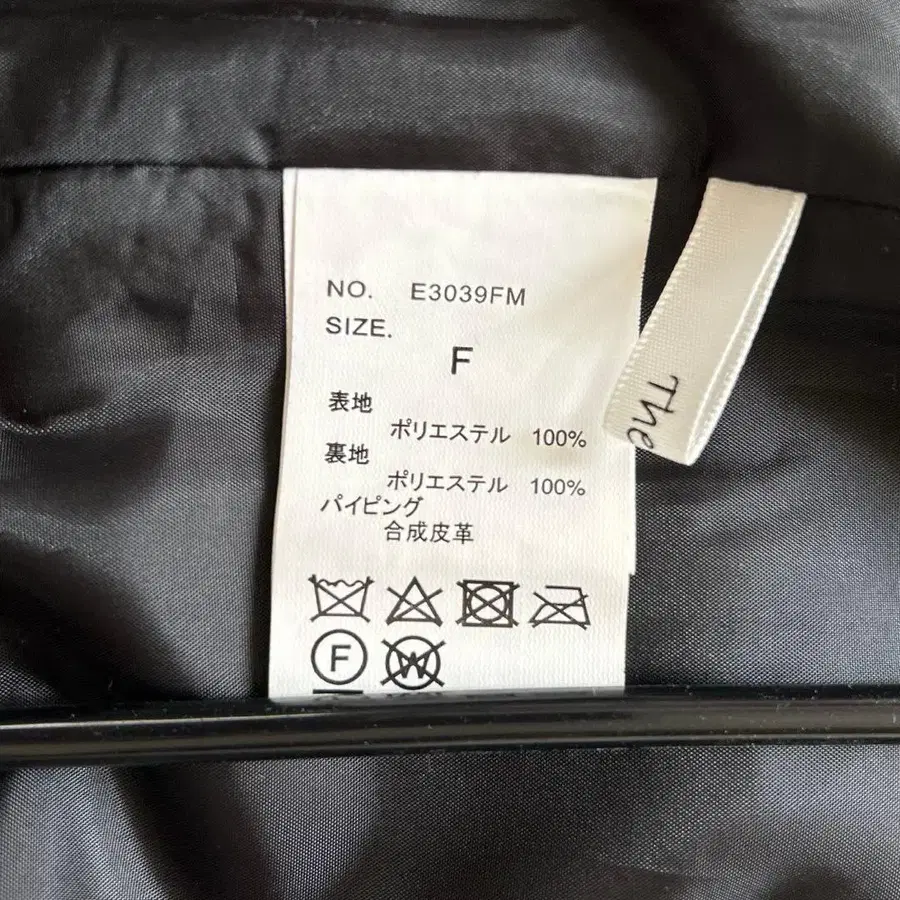 NO. E3039FM
SIZE.
F
表地
ポリエステル 100%
裏地
ポリエステル 100%
パイピング
合成皮革
F
W
The